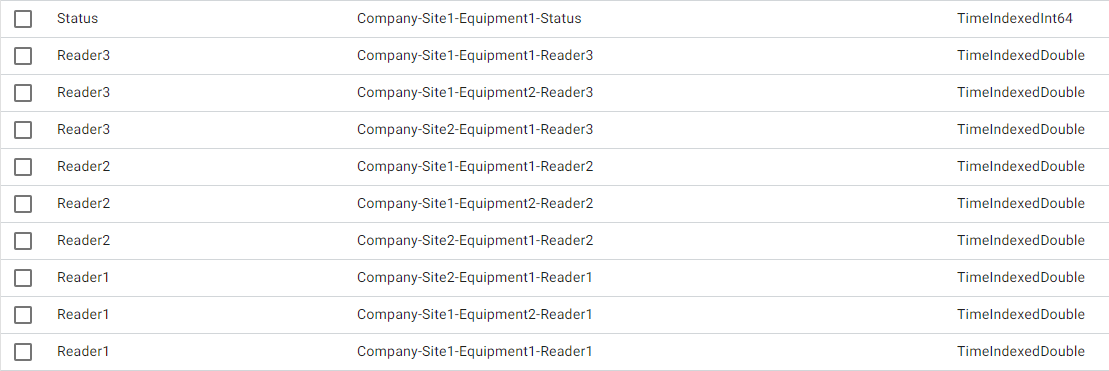 Status Company-Site1-Equipment1-Status TimeIndexedInt64
Reader3 Company-Site1-Equipment1-Reader3 TimeIndexedDouble
Reader3 Company-Site1-Equipment2-Reader3 TimeIndexedDouble
Reader3 Company-Site2-Equipment1-Reader3 TimeIndexedDouble
Reader2 Company-Site1-Equipment1-Reader2 TimeIndexedDouble
Reader2 Company-Site1-Equipment2-Reader2 TimeIndexedDouble
Reader2 Company-Site2-Equipment1-Reader2 TimeIndexedDouble
Reader1 Company-Site2-Equipment1-Reader1 TimeIndexedDouble
Reader1 Company-Site1-Equipment2-Reader1 TimeIndexedDouble
Reader1 Company-Site1-Equipment1-Reader1 TimeIndexedDouble